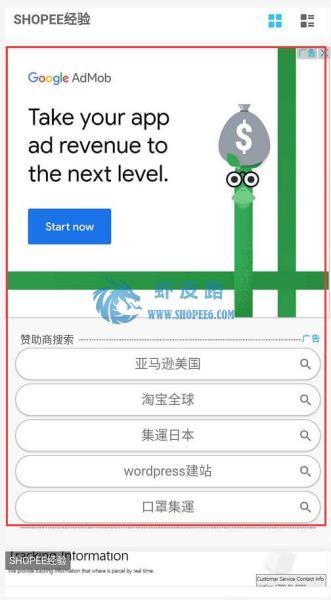 SHOPEE经验
广告
Google AdMob
Take your app
ad revenue to
the next level.
Start now
虾皮路
WWW.SHOPEE6.COM
赞助商搜索
广告
亚马逊美国
淘宝全球
集運日本
wordpress建站
口罩集運
Tracking Information
SHOPEE经验
We provide tracking information that where is parcel by real time.
Customer Service Contact Info